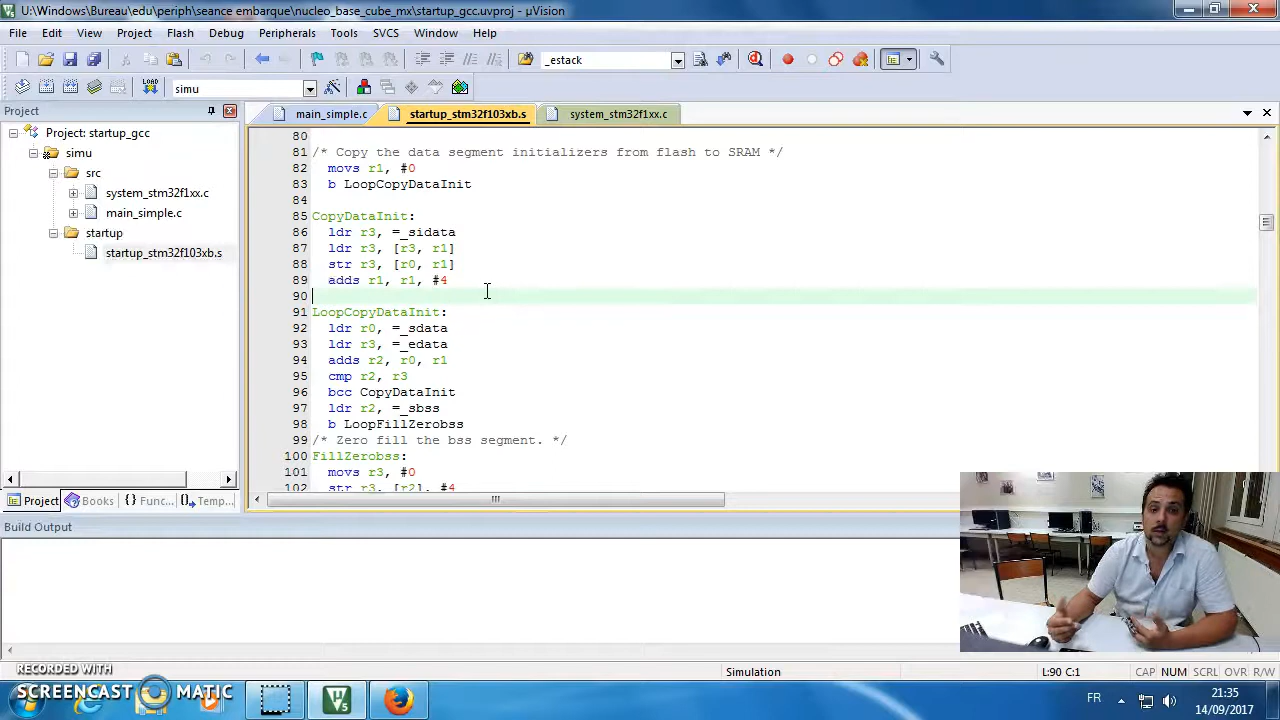 U:\Windows\Bureau\edu\periph\seance embarque\nucleo_base_cube_mx\startup_gcc.uvproj - µVision
File Edit View Project Flash Debug Peripherals Tools SVCS Window Help
_estack
LOAD simu
Project
main_simple.c startup_stm32f103xb.s system_stm32f1xx.c
Project: startup_gcc
simu
src
system_stm32f1xx.c
main_simple.c
startup
startup_stm32f103xb.s
80
81 /* Copy the data segment initializers from flash to SRAM */
82 movs r1, #0
83 b LoopCopyDataInit
84
85 CopyDataInit:
86 ldr r3, =_sidata
87 ldr r3, [r3, r1]
88 str r3, [r0, r1]
89 adds r1, r1, #4
90
91 LoopCopyDataInit:
92 ldr r0, =_sdata
93 ldr r3, =_edata
94 adds r2, r0, r1
95 cmp r2, r3
96 bcc CopyDataInit
97 ldr r2, =_sbss
98 b LoopFillZerobss
99 /* Zero fill the bss segment. */
100 FillZerobss:
101 movs r3, #0
102 str r3, [r2], #4
Project Books {} Func... Temp...
Build Output
Simulation L:90 C:1 CAP NUM SCRL OVR R/W
RECORDED WITH
SCREENCAST MATIC
FR
21:35
14/09/2017